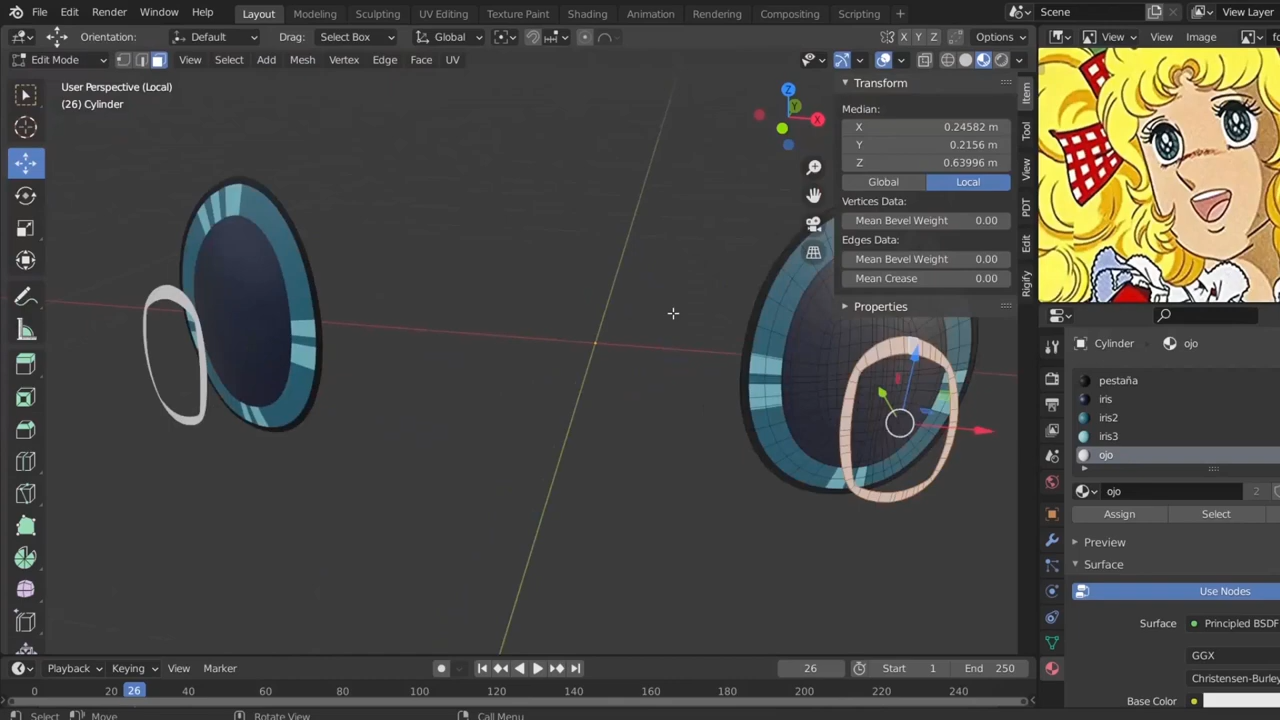 File Edit Render Window Help Layout Modeling Sculpting UV Editing Texture Paint Shading Animation Rendering Compositing Scripting + Scene View Layer
Orientation: Default Drag: Select Box Global X Y Z Options View Image
Edit Mode View Select Add Mesh Vertex Edge Face UV
User Perspective (Local)
(26) Cylinder
Z
Y
X
Transform
Median:
X 0.24582 m
Y 0.2156 m
Z 0.63996 m
Global Local
Vertices Data:
Mean Bevel Weight 0.00
Edges Data:
Mean Bevel Weight 0.00
Mean Crease 0.00
Properties
Item
Tool
View
PDT
Edit
Rigify
Cylinder ojo
pestaña
iris
iris2
iris3
ojo
ojo 2
Assign Select
Preview
Surface
Use Nodes
Surface Principled BSDF
GGX
Christensen-Burley
Base Color
Playback Keying View Marker 26 Start 1 End 250
0 20 26 40 60 80 100 120 140 160 180 200 220 240
Select Move Rotate View Call Menu